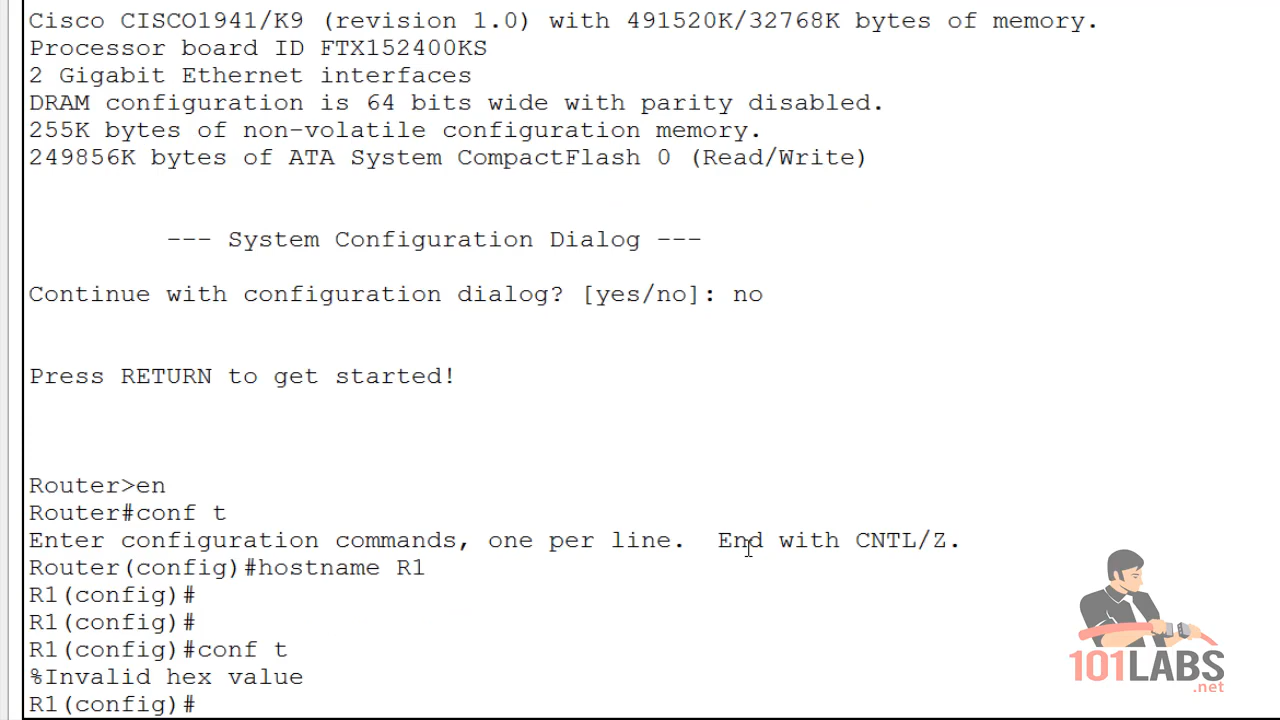 Cisco CISCO1941/K9 (revision 1.0) with 491520K/32768K bytes of memory.
Processor board ID FTX152400KS
2 Gigabit Ethernet interfaces
DRAM configuration is 64 bits wide with parity disabled.
255K bytes of non-volatile configuration memory.
249856K bytes of ATA System CompactFlash 0 (Read/Write)
--- System Configuration Dialog ---
Continue with configuration dialog? [yes/no]: no
Press RETURN to get started!
Router>en
Router#conf t
Enter configuration commands, one per line.  End with CNTL/Z.
Router(config)#hostname R1
R1(config)#
R1(config)#
R1(config)#conf t
%Invalid hex value
R1(config)#
101LABS
.net